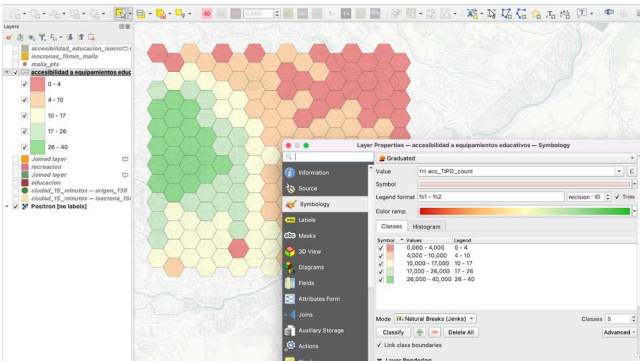 0,000
Layers
accesibilidad_educacion_isocro
isocronas_15min_malla
malla_pts
accesibilidad a equipamientos educ
0 - 4
4 - 10
10 - 17
17 - 26
26 - 40
Joined layer
recreacion
Joined layer
educacion
ciudad_15_minutos — origen_136
ciudad_15_minutos — isocrona_15
Positron [no labels]
Layer Properties — accesibilidad a equipamientos educativos — Symbology
Information
Source
Symbology
Labels
Masks
3D View
Diagrams
Fields
Attributes Form
Joins
Auxiliary Storage
Actions
Graduated
Value
123 acc_TIPO_count
Symbol
Legend format
%1 - %2
recision
Trim
Color ramp
Classes
Histogram
Symbol Values Legend
0,000 - 4,000 0 - 4
4,000 - 10,000 4 - 10
10,000 - 17,000 10 - 17
17,000 - 26,000 17 - 26
26,000 - 40,000 26 - 40
Mode Natural Breaks (Jenks)
Classes 5
Classify
Delete All
Advanced
Link class boundaries
Layer Rendering